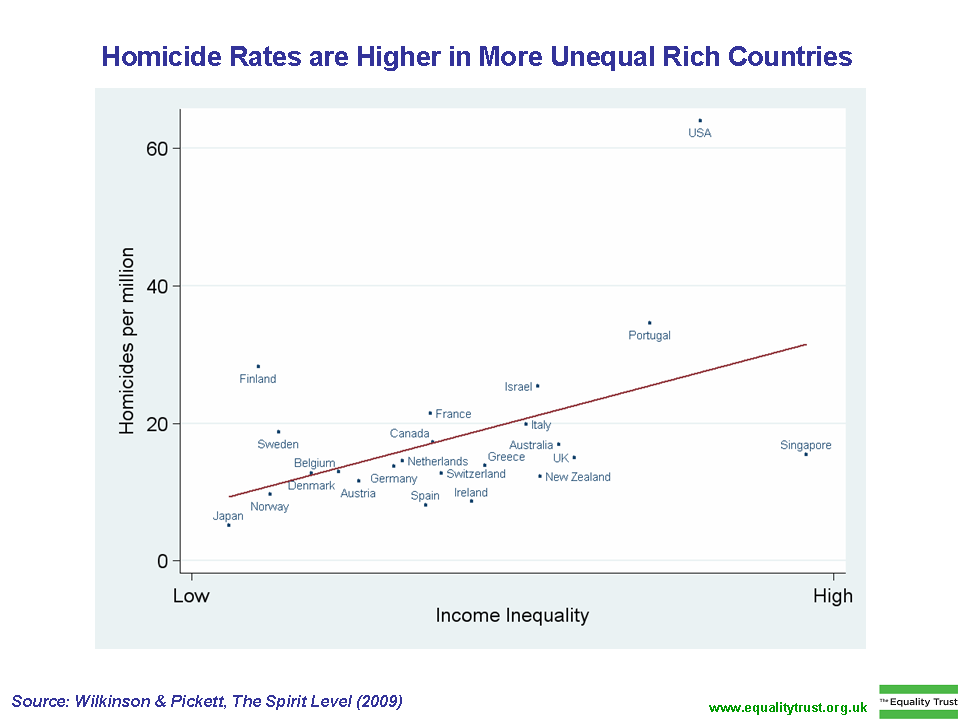 Homicide Rates are Higher in More Unequal Rich Countries
Homicides per million
60
40
20
0
USA
Portugal
Finland
Israel
France
Italy
Canada
Sweden
Australia
Singapore
Greece
UK
Belgium
Netherlands
Germany
Switzerland
New Zealand
Denmark
Austria
Spain
Ireland
Norway
Japan
Low
High
Income Inequality
Source: Wilkinson & Pickett, The Spirit Level (2009)
www.equalitytrust.org.uk
The Equality Trust